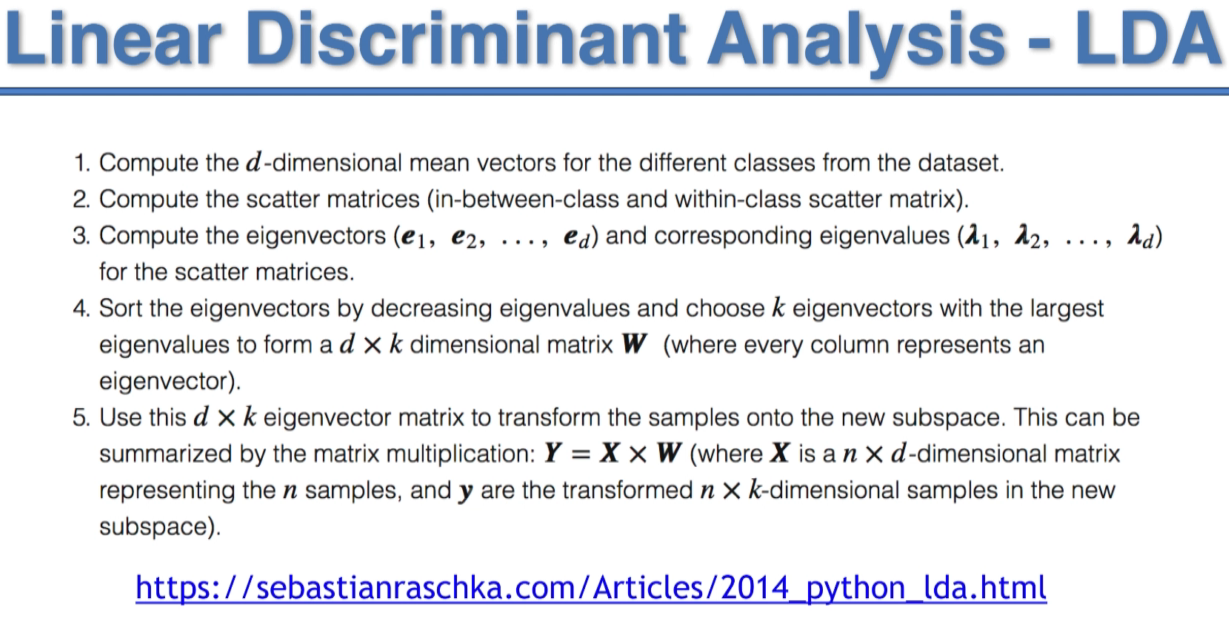 Linear Discriminant Analysis - LDA
1. Compute the d-dimensional mean vectors for the different classes from the dataset.
2. Compute the scatter matrices (in-between-class and within-class scatter matrix).
3. Compute the eigenvectors (e₁, e₂, ..., e_d) and corresponding eigenvalues (λ₁, λ₂, ..., λ_d)
for the scatter matrices.
4. Sort the eigenvectors by decreasing eigenvalues and choose k eigenvectors with the largest
eigenvalues to form a d × k dimensional matrix W (where every column represents an
eigenvector).
5. Use this d × k eigenvector matrix to transform the samples onto the new subspace. This can be
summarized by the matrix multiplication: Y = X × W (where X is a n × d-dimensional matrix
representing the n samples, and y are the transformed n × k-dimensional samples in the new
subspace).
https://sebastianraschka.com/Articles/2014_python_lda.html